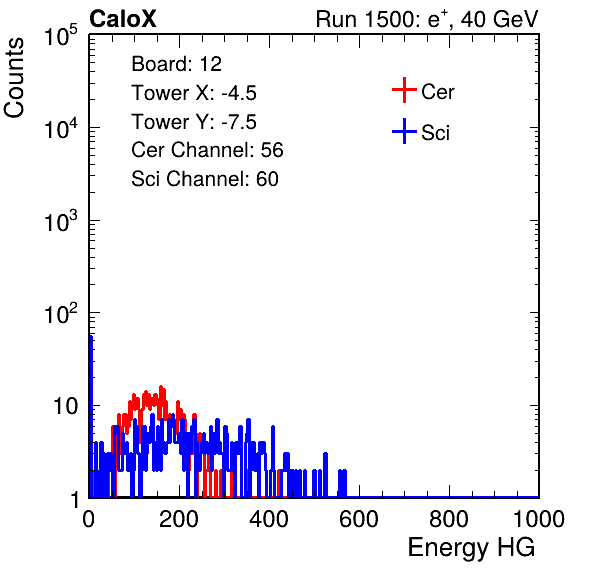 CaloX Run 1500: e⁺, 40 GeV
Counts
10⁵
10⁴
10³
10²
10
1
Board: 12
Tower X: -4.5
Tower Y: -7.5
Cer Channel: 56
Sci Channel: 60
Cer
Sci
0 200 400 600 800 1000
Energy HG